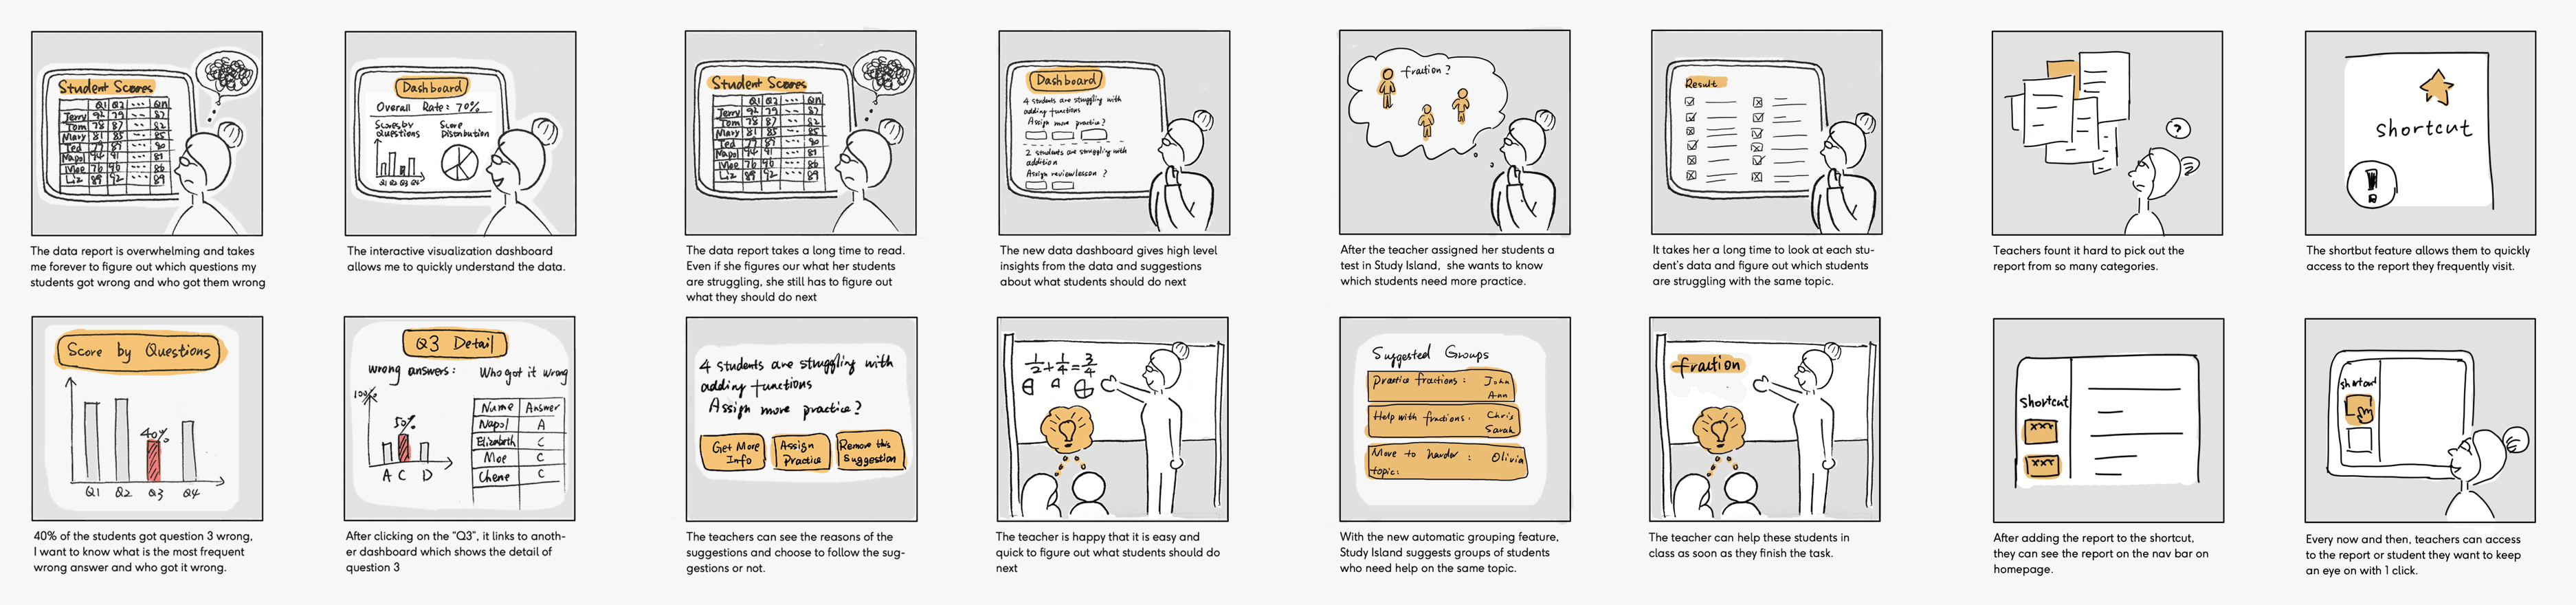 Student Scores
Q1 Q2 ... Qn
Jerry 92 79 ... 87
Tom 78 87 ... 82
Mary 81 85 ... 85
Ted
Napol 94 91 ... 81
Moe 76 96 ... 86
Liz 89 92 ... 89
The data report is overwhelming and takes
me forever to figure out which questions my
students got wrong and who got them wrong
Dashboard
Overall Rate: 70%
Scores by
Questions
Score
Distribution
Q1 Q2 Q3 Q4
The interactive visualization dashboard
allows me to quickly understand the data.
Score by Questions
40%
Q1 Q2 Q3 Q4
40% of the students got question 3 wrong,
I want to know what is the most frequent
wrong answer and who got it wrong.
Q3 Detail
wrong answers:
Who got it wrong
100%
50%
A C D
Name Answer
Napol A
Elizabeth C
Moe C
Chene C
After clicking on the "Q3", it links to anoth-
er dashboard which shows the detail of
question 3
Student Scores
Q1 Q2 ... Qn
Jerry 92 79 ... 87
Tom 78 87 ... 82
Mary 81 85 ... 85
Ted
Napol 94 91 ... 81
Moe 76 96 ... 86
Liz 89 92 ... 89
The data report takes a long time to read.
Even if she figures our what her students
are struggling, she still has to figure out
what they should do next
Dashboard
4 students are struggling with
adding functions
Assign more practice?
2 students are struggling with
addition
Assign review lesson ?
The new data dashboard gives high level
insights from the data and suggestions
about what students should do next
4 students are struggling with
adding functions
Assign more practice?
Get More
Info
Assign
Practice
Remove this
Suggestion
The teachers can see the reasons of the
suggestions and choose to follow the sug-
gestions or not.
1/2 + 1/4 = 3/4
The teacher is happy that it is easy and
quick to figure out what students should do
next
fraction?
After the teacher assigned her students a
test in Study Island, she wants to know
which students need more practice.
Result
It takes her a long time to look at each stu-
dent's data and figure out which students
are struggling with the same topic.
Suggested Groups
Practice fractions: John
Ann
Help with fractions: Chris
Sarah
Move to harder : Olivia
topic:
With the new automatic grouping feature,
Study Island suggests groups of students
who need help on the same topic.
fraction
The teacher can help these students in
class as soon as they finish the task.
?
Teachers fount it hard to pick out the
report from so many categories.
shortcut
!
The shortbut feature allows them to quickly
access to the report they frequently visit.
shortcut
xxx
xxx
After adding the report to the shortcut,
they can see the report on the nav bar on
homepage.
shortcut
Every now and then, teachers can access
to the report or student they want to keep
an eye on with 1 click.